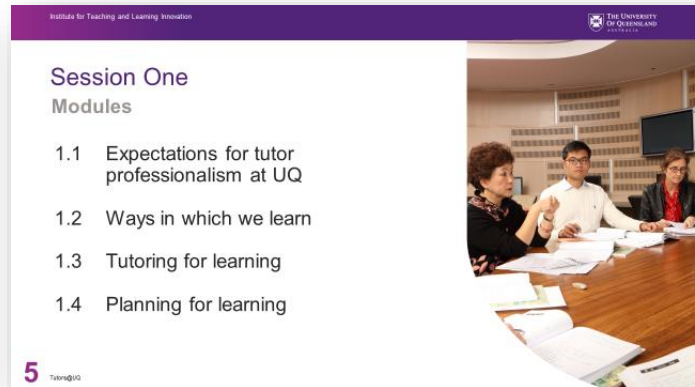 Institute for Teaching and Learning Innovation
THE UNIVERSITY
OF QUEENSLAND
AUSTRALIA
Session One
Modules
1.1 Expectations for tutor
professionalism at UQ
1.2 Ways in which we learn
1.3 Tutoring for learning
1.4 Planning for learning
5 Tutors@UQ